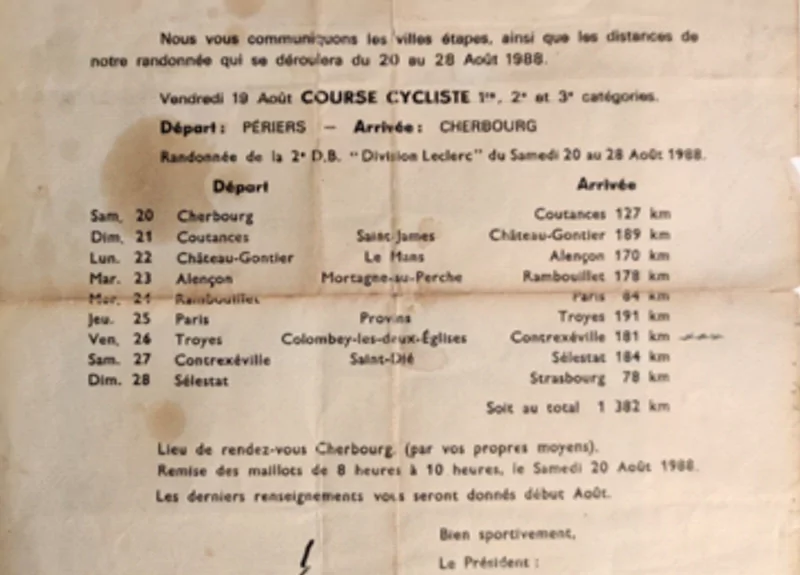 Nous vous communiquons les villes étapes, ainsi que les distances de
notre randonnée qui se déroulera du 20 au 28 Août 1988.
Vendredi 19 Août COURSE CYCLISTE 1re, 2e et 3e catégories.
Départ : PÉRIERS — Arrivée : CHERBOURG
Randonnée de la 2e D.B. "Division Leclerc" du Samedi 20 au 28 Août 1988.
Départ Arrivée
Sam. 20 Cherbourg Coutances 127 km
Dim. 21 Coutances Saint-James Château-Gontier 189 km
Lun. 22 Château-Gontier Le Mans Alençon 170 km
Mar. 23 Alençon Mortagne-au-Perche Rambouillet 178 km
Mer. 24 Rambouillet Paris 84 km
Jeu. 25 Paris Provins Troyes 191 km
Ven. 26 Troyes Colombey-les-deux-Églises Contrexéville 181 km
Sam. 27 Contrexéville Saint-Dié Sélestat 184 km
Dim. 28 Sélestat Strasbourg 78 km
Soit au total 1 382 km
Lieu de rendez-vous Cherbourg. (par vos propres moyens).
Remise des maillots de 8 heures à 10 heures, le Samedi 20 Août 1988.
Les derniers renseignements vous seront donnés début Août.
Bien sportivement,
Le Président :